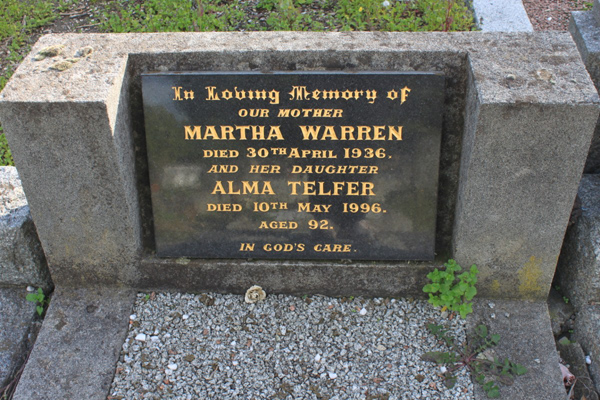 In Loving Memory of
OUR MOTHER
MARTHA WARREN
DIED 30TH APRIL 1936.
AND HER DAUGHTER
ALMA TELFER
DIED 10TH MAY 1996.
AGED 92.
IN GOD'S CARE.